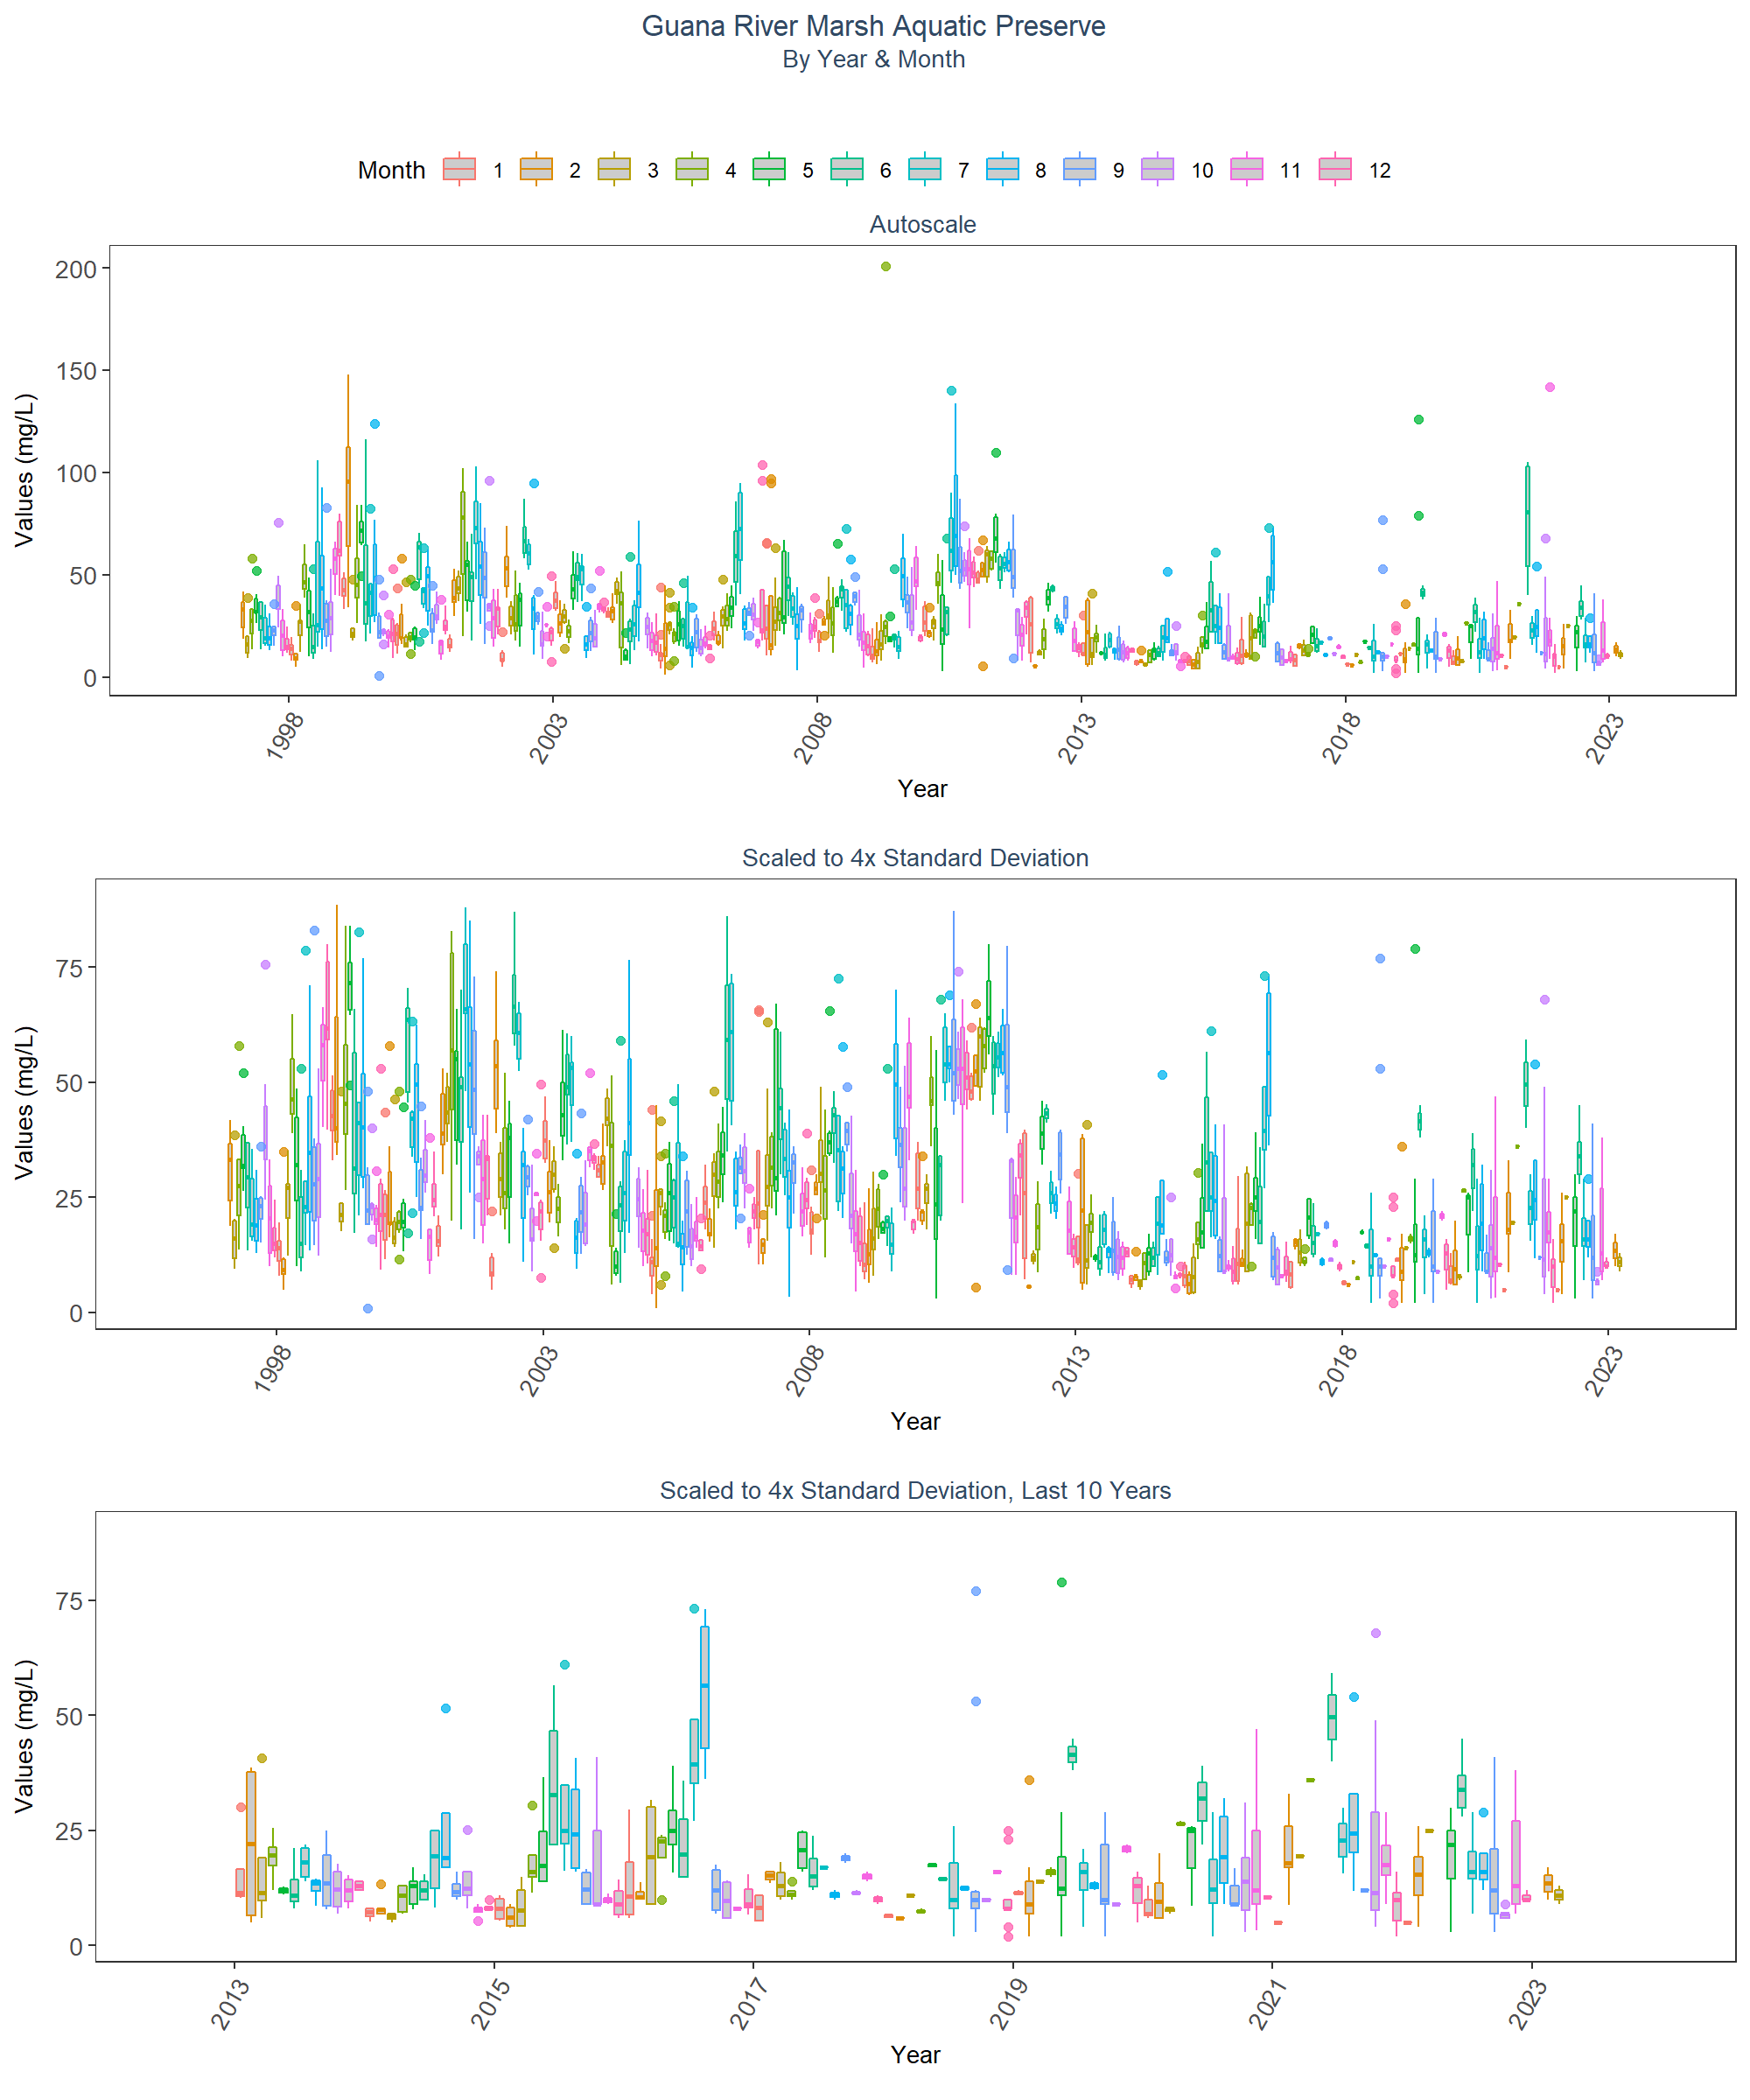 Guana River Marsh Aquatic Preserve
By Year & Month
Month 1 2 3 4 5 6 7 8 9 10 11 12
Autoscale
Values (mg/L)
200
150
100
50
0
1998 2003 2008 2013 2018 2023
Year
Scaled to 4x Standard Deviation
Values (mg/L)
75
50
25
0
1998 2003 2008 2013 2018 2023
Year
Scaled to 4x Standard Deviation, Last 10 Years
Values (mg/L)
75
50
25
0
2013 2015 2017 2019 2021 2023
Year